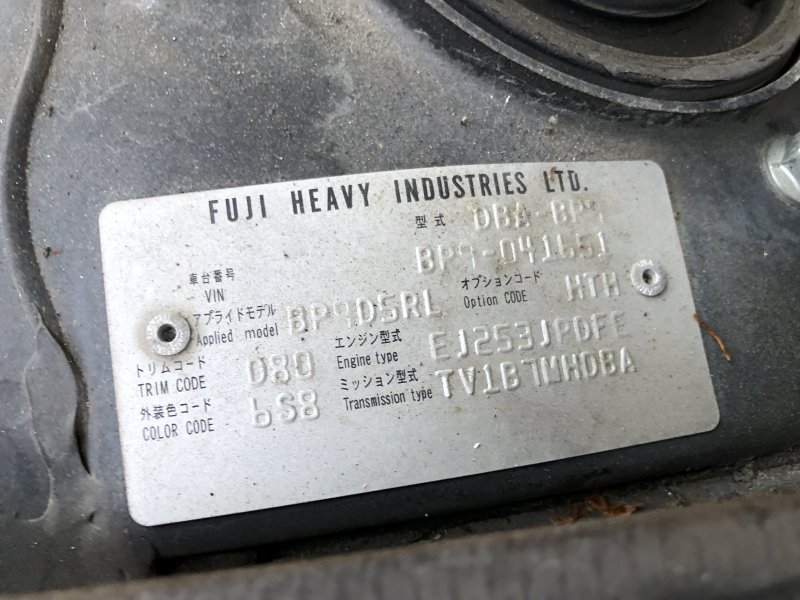 FUJI HEAVY INDUSTRIES LTD.
型式 DBA-BP9
車台番号 VIN BP9-041651
アプライドモデル Applied model BP9D5RL オプションコード Option CODE HTH
トリムコード TRIM CODE D80 エンジン型式 Engine type EJ253JPDFE
外装色コード COLOR CODE 6S8 ミッション型式 Transmission type TV1B7MHDBA